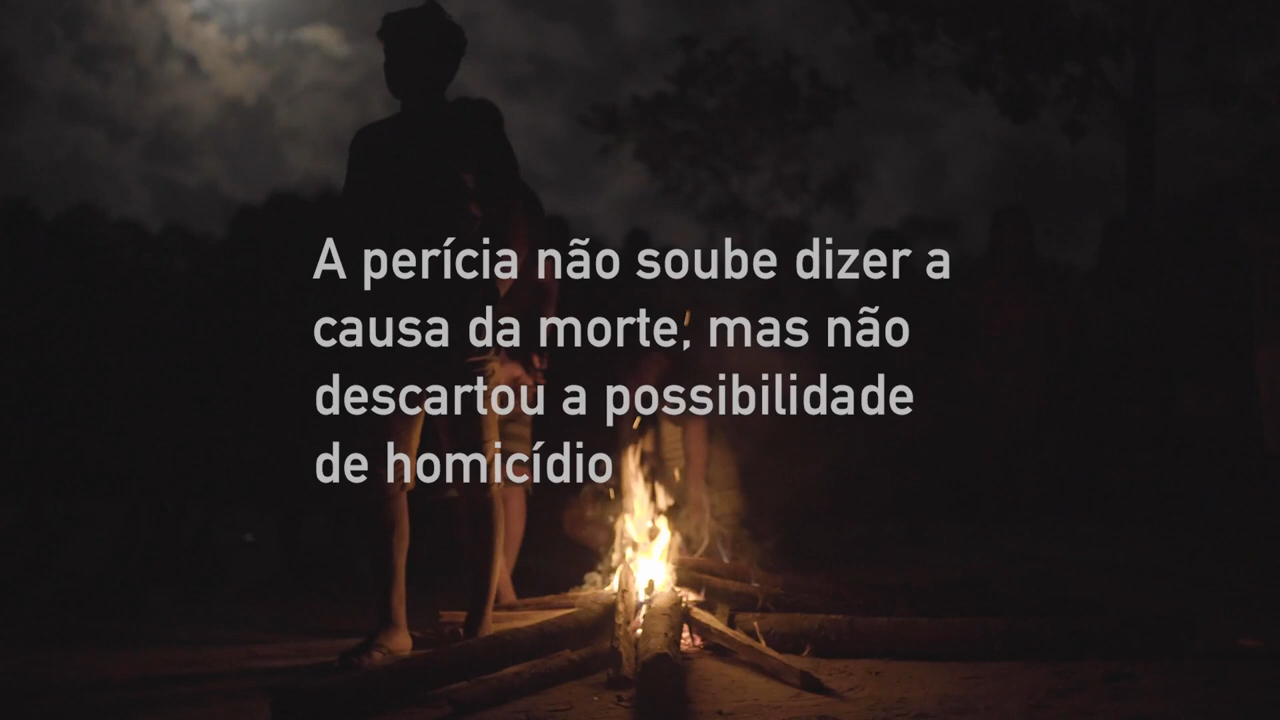 A perícia não soube dizer a
causa da morte, mas não
descartou a possibilidade
de homicídio